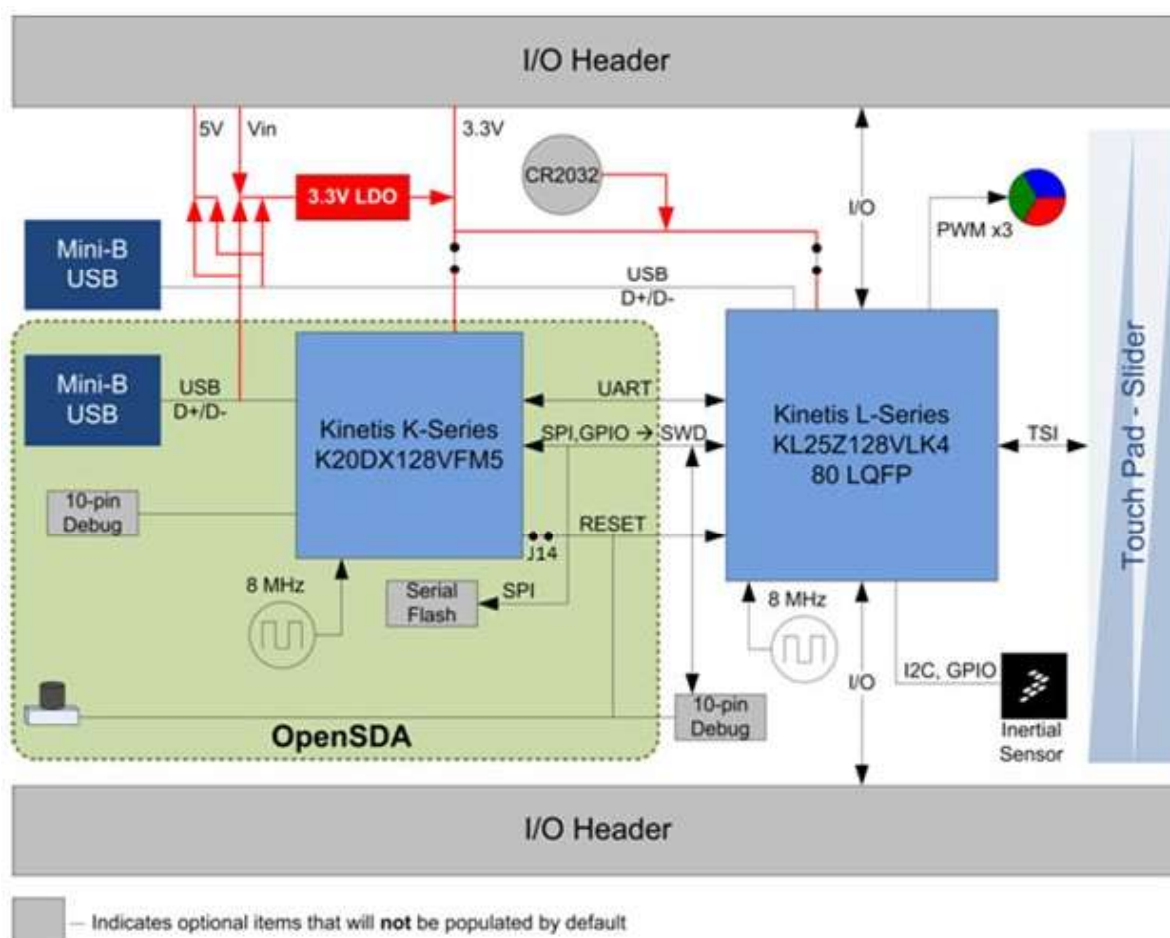 I/O Header
5V
Vin
3.3V
CR2032
3.3V LDO
I/O
PWM x3
Mini-B
USB
USB
D+/D-
Mini-B
USB
USB
D+/D-
Kinetis K-Series
K20DX128VFM5
UART
SPI,GPIO → SWD
Kinetis L-Series
KL25Z128VLK4
80 LQFP
TSI
Touch Pad - Slider
10-pin
Debug
RESET
J14
8 MHz
Serial
Flash
SPI
8 MHz
I/O
I2C, GPIO
10-pin
Debug
Inertial
Sensor
OpenSDA
I/O Header
— Indicates optional items that will not be populated by default